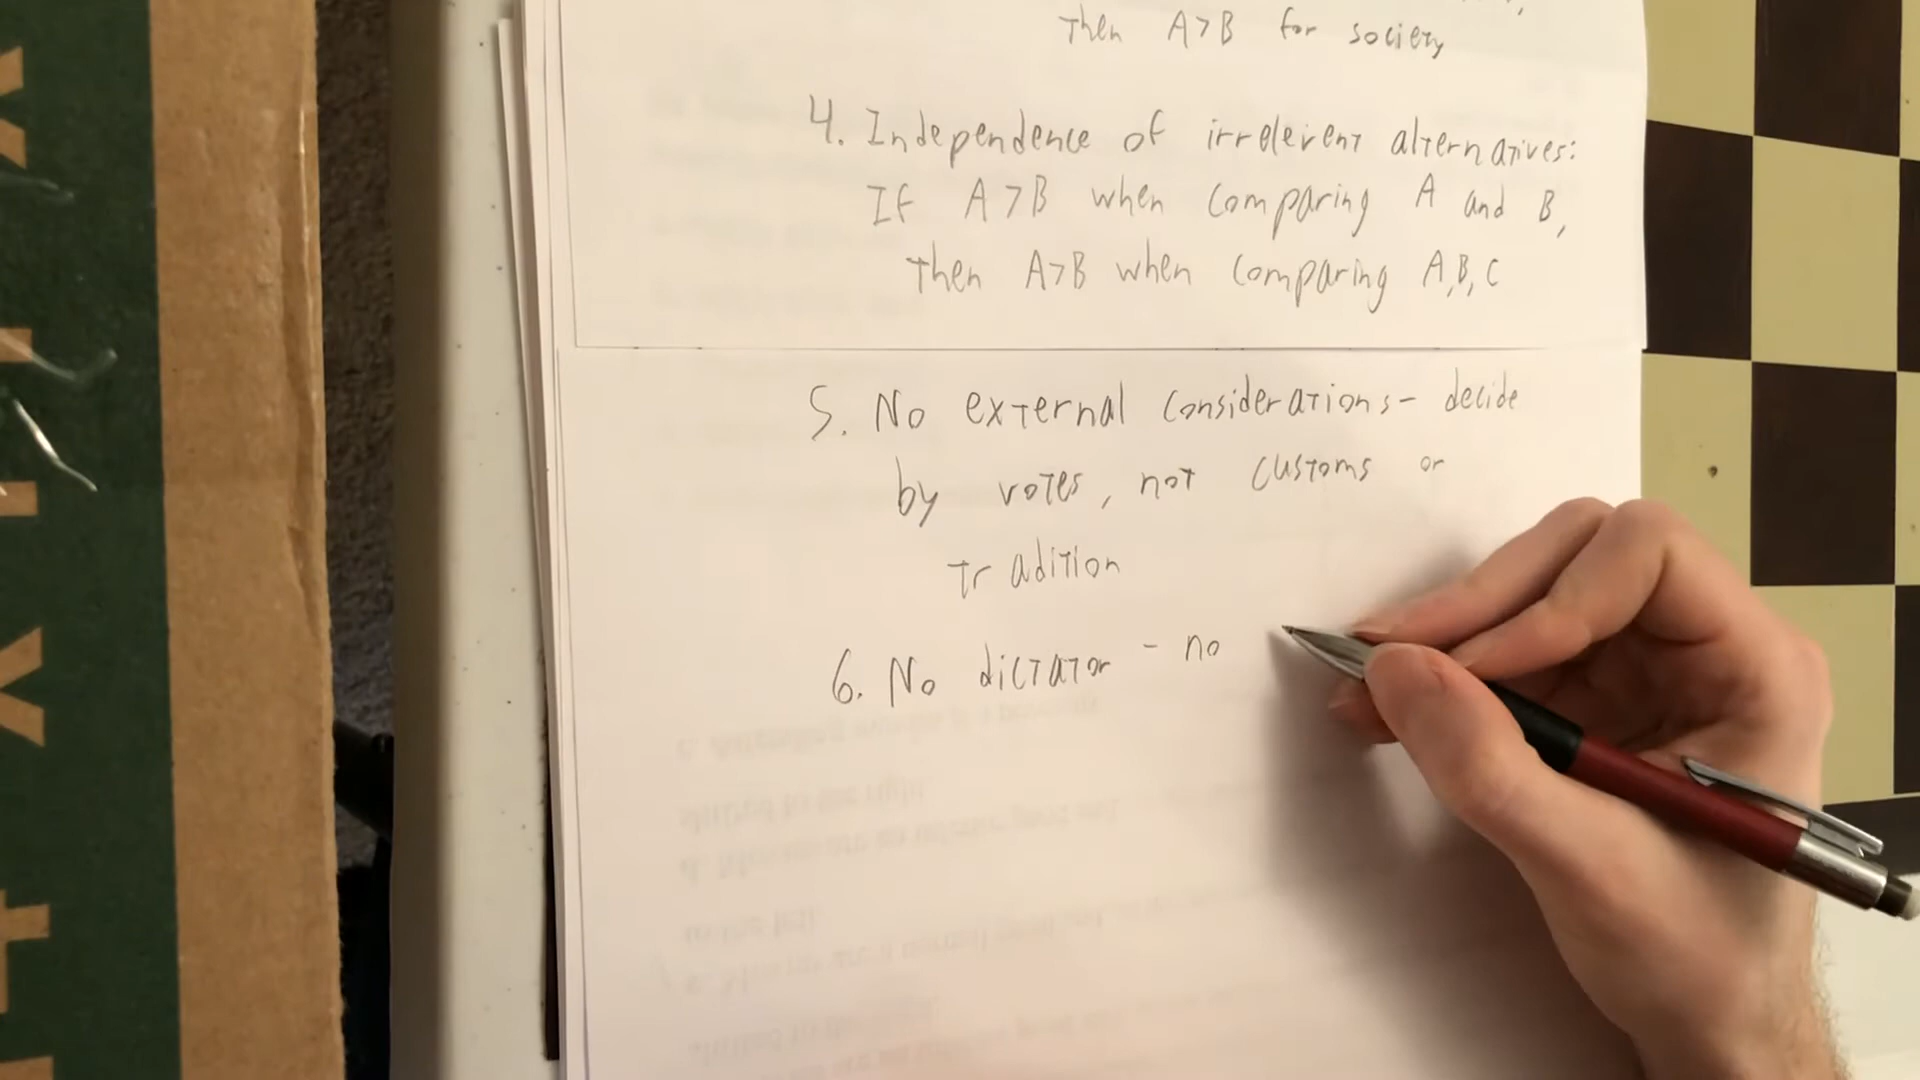 Then A>B for society
4. Independence of irrelevent alternatives:
If A>B when comparing A and B,
then A>B when comparing A,B,C
5. No external considerations- decide
by votes, not customs or
tradition
6. No dictator - no